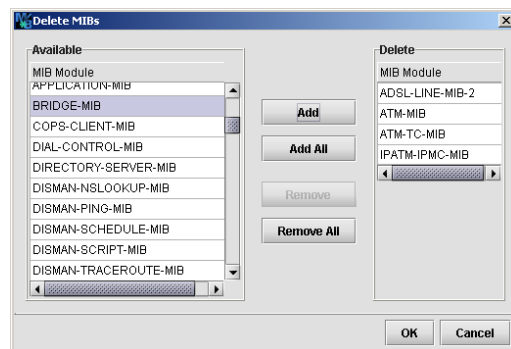 Delete MIBs
Available
MIB Module
APPLICATION-MIB
BRIDGE-MIB
COPS-CLIENT-MIB
DIAL-CONTROL-MIB
DIRECTORY-SERVER-MIB
DISMAN-NSLOOKUP-MIB
DISMAN-PING-MIB
DISMAN-SCHEDULE-MIB
DISMAN-SCRIPT-MIB
DISMAN-TRACEROUTE-MIB
Add
Add All
Remove
Remove All
Delete
MIB Module
ADSL-LINE-MIB-2
ATM-MIB
ATM-TC-MIB
IPATM-IPMC-MIB
OK
Cancel